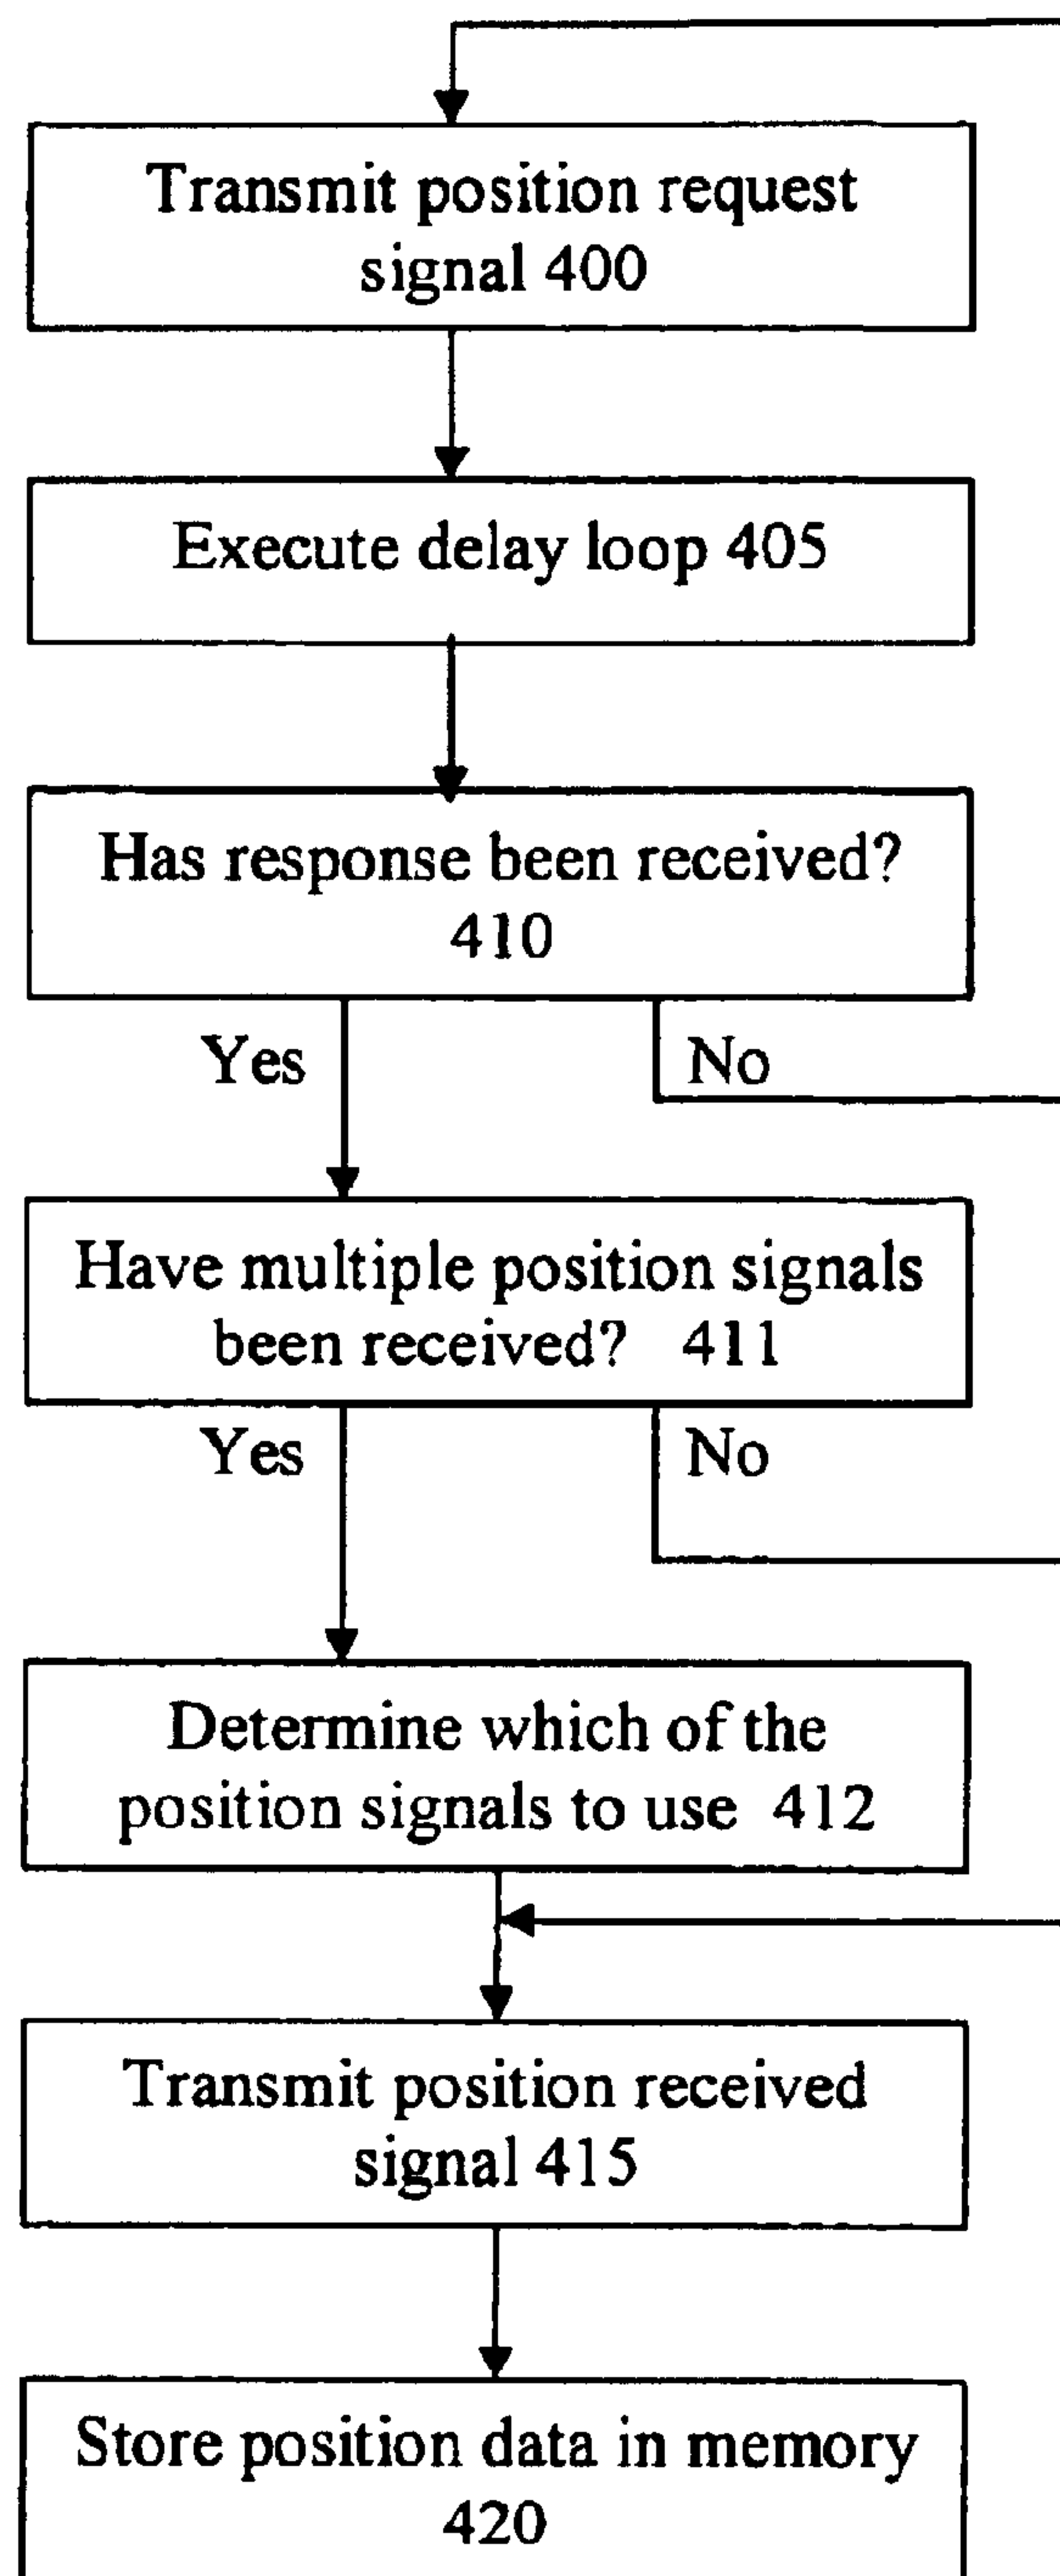 Transmit position request
signal 400
Execute delay loop 405
Has response been received?
410
Yes
No
Have multiple position signals
been received? 411
Yes
No
Determine which of the
position signals to use 412
Transmit position received
signal 415
Store position data in memory
420